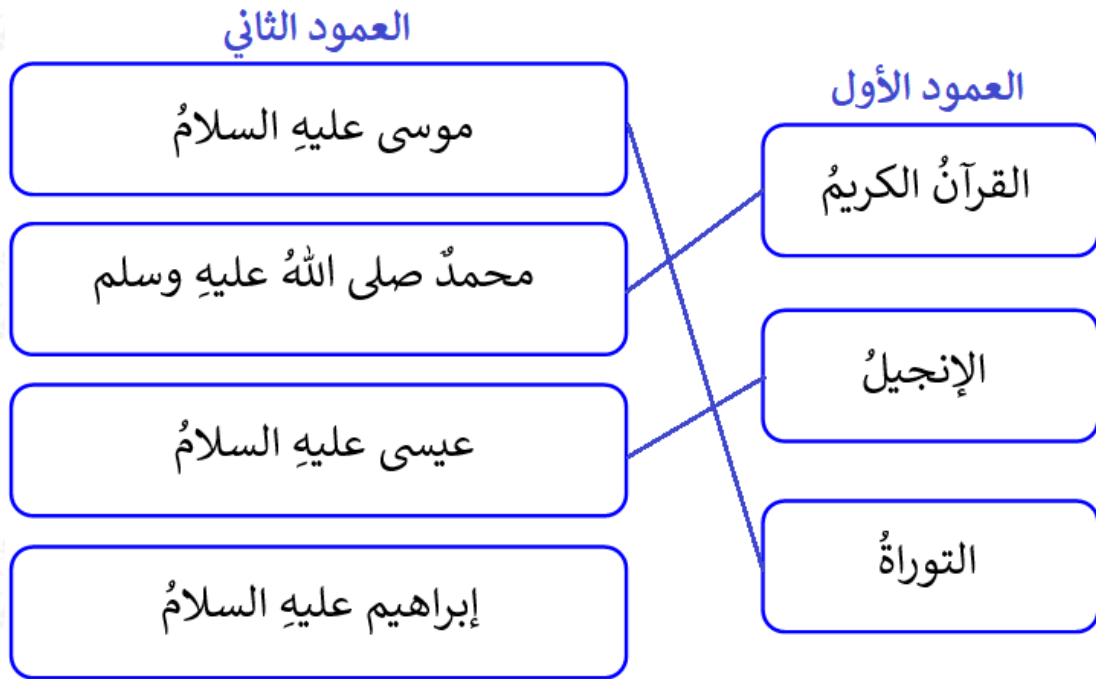 العمود الأول
القرآنُ الكريمُ
الإنجيلُ
التوراةُ
العمود الثاني
موسى عليهِ السلامُ
محمدٌ صلى اللهُ عليهِ وسلم
عيسى عليهِ السلامُ
إبراهيم عليهِ السلامُ